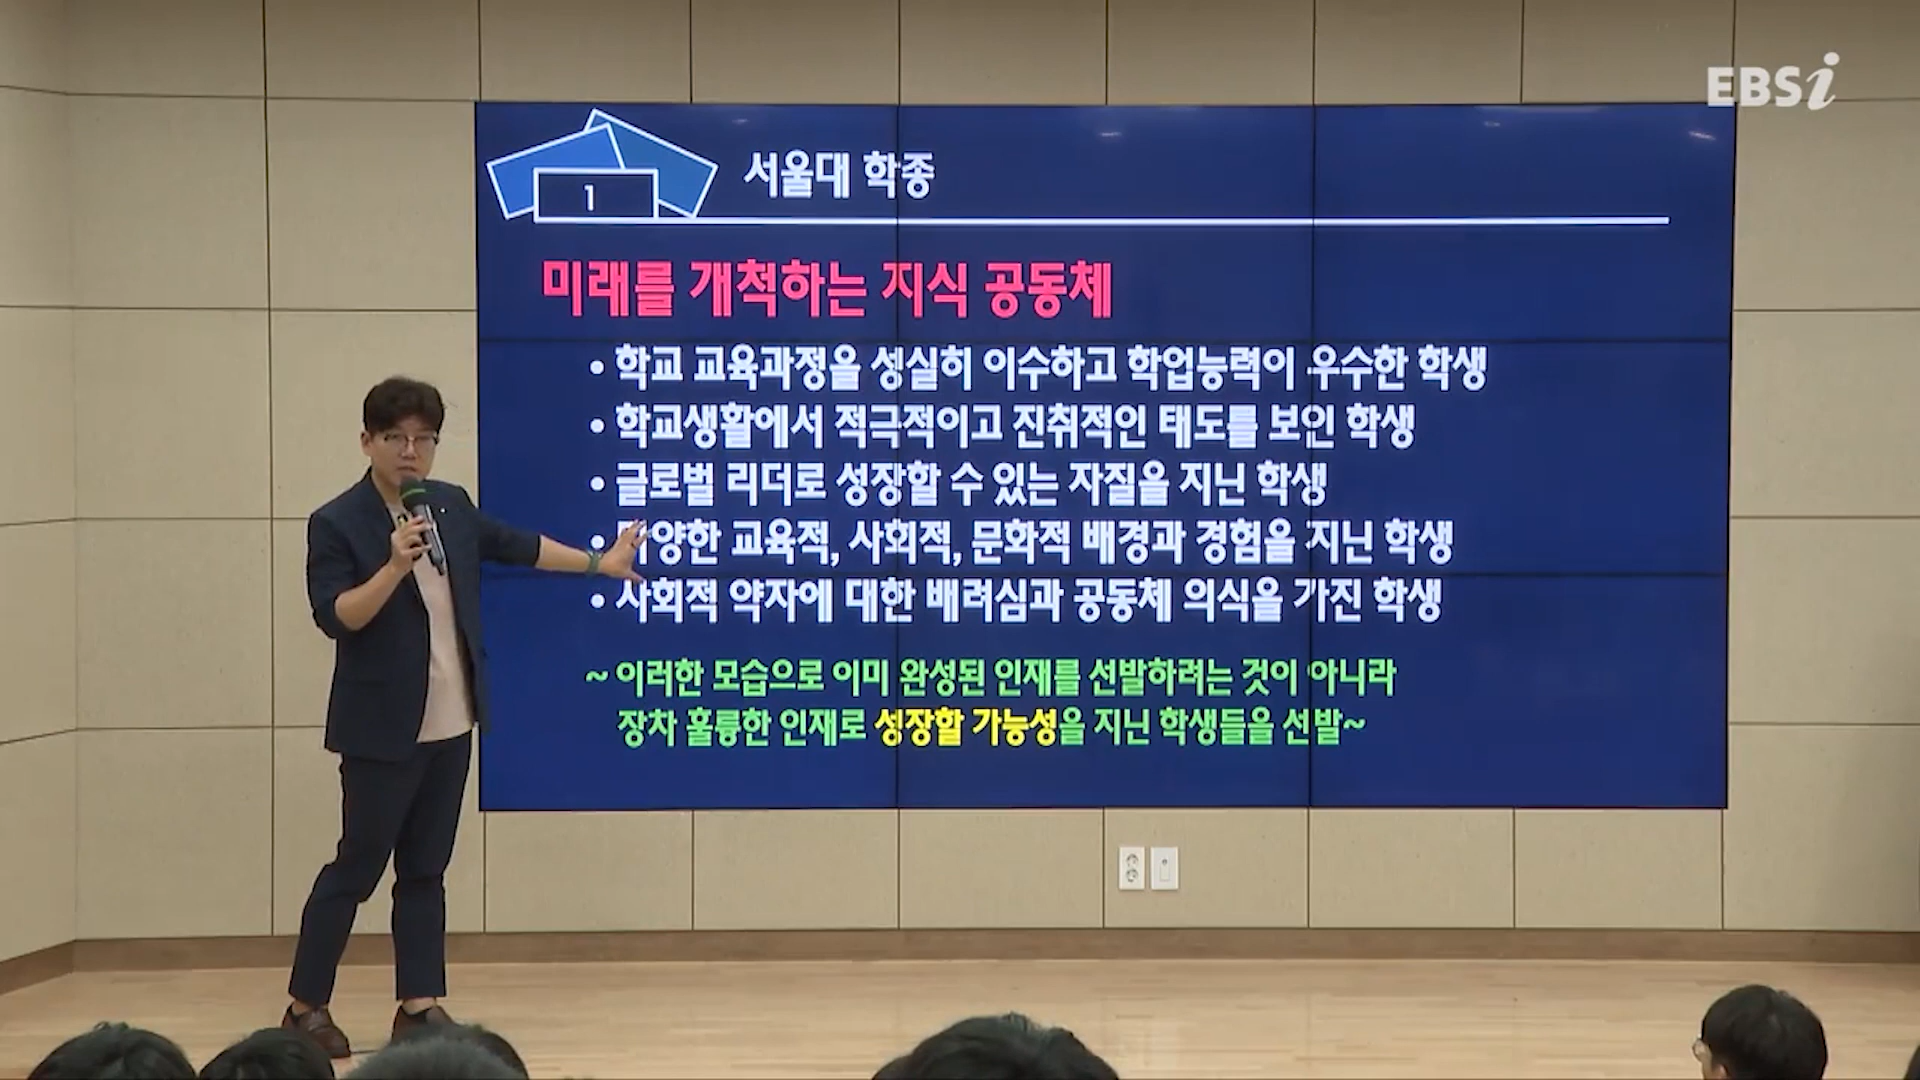 EBSi
1
서울대 학종
미래를 개척하는 지식 공동체
• 학교 교육과정을 성실히 이수하고 학업능력이 우수한 학생
• 학교생활에서 적극적이고 진취적인 태도를 보인 학생
• 글로벌 리더로 성장할 수 있는 자질을 지닌 학생
• 교육적, 사회적, 문화적 배경과 경험을 지닌 학생
• 사회적 약자에 대한 배려심과 공동체 의식을 가진 학생
~ 이러한 모습으로 이미 완성된 인재를 선발하려는 것이 아니라
장차 훌륭한 인재로 성장할 가능성을 지닌 학생들을 선발~